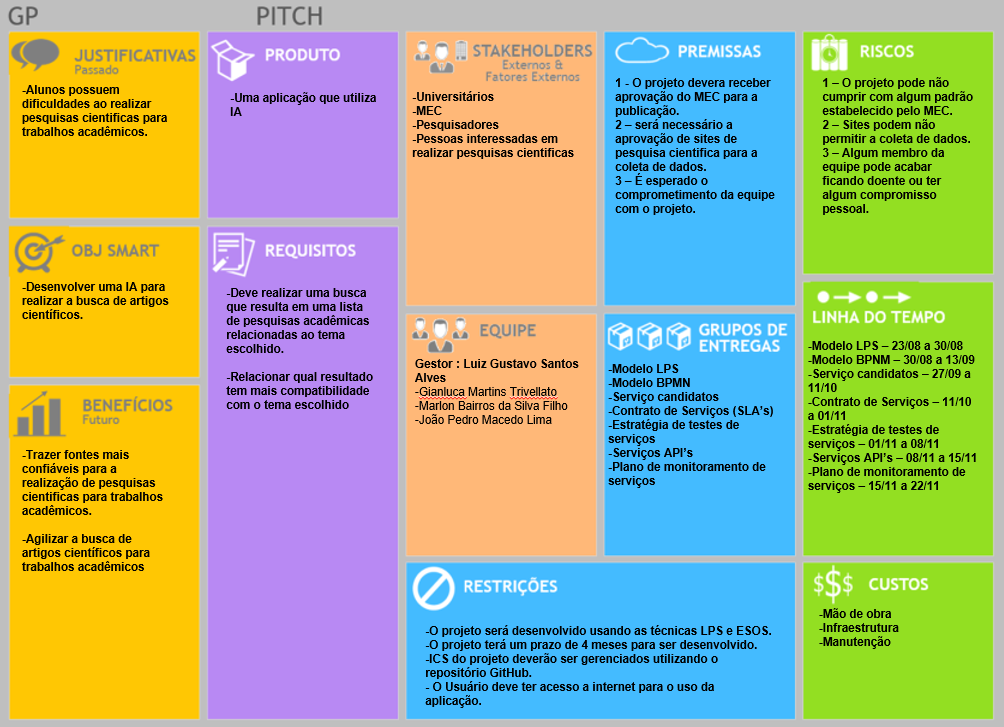 GP
PITCH
JUSTIFICATIVAS
Passado
-Alunos possuem
dificuldades ao realizar
pesquisas cientificas para
trabalhos acadêmicos.
OBJ SMART
-Desenvolver uma IA para
realizar a busca de artigos
científicos.
BENEFÍCIOS
Futuro
-Trazer fontes mais
confiáveis para a
realização de pesquisas
cientificas para trabalhos
acadêmicos.
-Agilizar a busca de
artigos científicos para
trabalhos acadêmicos
PRODUTO
-Uma aplicação que utiliza
IA
REQUISITOS
-Deve realizar uma busca
que resulta em uma lista
de pesquisas acadêmicas
relacionadas ao tema
escolhido.
-Relacionar qual resultado
tem mais compatibilidade
com o tema escolhido
STAKEHOLDERS
Externos &
Fatores Externos
-Universitários
-MEC
-Pesquisadores
-Pessoas interessadas em
realizar pesquisas cientificas
EQUIPE
Gestor : Luiz Gustavo Santos
Alves
-Gianluca Martins Trivellato
-Marlon Bairros da Silva Filho
-João Pedro Macedo Lima
PREMISSAS
1 - O projeto devera receber
aprovação do MEC para a
publicação.
2 – será necessário a
aprovação de sites de
pesquisa cientifica para a
coleta de dados.
3 – É esperado o
comprometimento da equipe
com o projeto.
GRUPOS DE
ENTREGAS
-Modelo LPS
-Modelo BPMN
-Serviço candidatos
-Contrato de Serviços (SLA's)
-Estratégia de testes de
serviços
-Serviços API's
-Plano de monitoramento de
serviços
RESTRIÇÕES
-O projeto será desenvolvido usando as técnicas LPS e ESOS.
-O projeto terá um prazo de 4 meses para ser desenvolvido.
-ICS do projeto deverão ser gerenciados utilizando o
repositório GitHub.
- O Usuário deve ter acesso a internet para o uso da
aplicação.
RISCOS
1 – O projeto pode não
cumprir com algum padrão
estabelecido pelo MEC.
2 – Sites podem não
permitir a coleta de dados.
3 – Algum membro da
equipe pode acabar
ficando doente ou ter
algum compromisso
pessoal.
LINHA DO TEMPO
-Modelo LPS – 23/08 a 30/08
-Modelo BPNM – 30/08 a 13/09
-Serviço candidatos – 27/09 a
11/10
-Contrato de Serviços – 11/10
a 01/11
-Estratégia de testes de
serviços – 01/11 a 08/11
-Serviços API's – 08/11 a 15/11
-Plano de monitoramento de
serviços – 15/11 a 22/11
$$$ CUSTOS
-Mão de obra
-Infraestrutura
-Manutenção